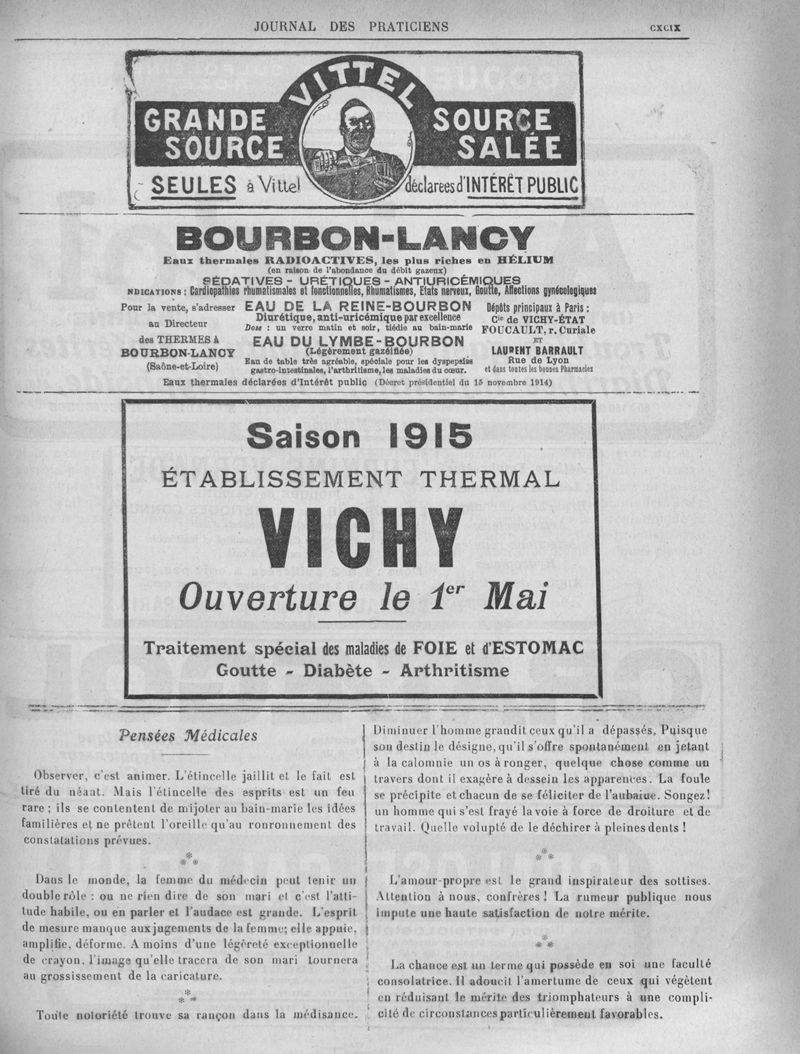 JOURNAL DES PRATICIENS
CXCIX
VITTEL
GRANDE SOURCE
SOURCE SALÉE
SEULES à Vittel déclarées d'INTÉRÊT PUBLIC
BOURBON-LANCY
Eaux thermales RADIOACTIVES, les plus riches en HÉLIUM
(en raison de l'abondance du débit gazeux)
SÉDATIVES - URÉTIQUES - ANTIURICÉMIQUES
NDICATIONS : Cardiopathies rhumatismales et fonctionnelles, Rhumatismes, Etats nerveux, Goutte, Affections gynécologiques
Pour la vente, s'adresser
au Directeur
des THERMES à
BOURBON-LANCY
(Saône-et-Loire)
EAU DE LA REINE-BOURBON
Diurétique, anti-uricémique par excellence
Dose : un verre matin et soir, tiédie au bain-marie
EAU DU LYMBE-BOURBON
(Légèrement gazéifiée)
Eau de table très agréable, spéciale pour les dyspepsies
gastro-intestinales, l'arthritisme, les maladies du cœur.
Dépôts principaux à Paris :
Cie de VICHY-ÉTAT
FOUCAULT, r. Curiale
ET
LAURENT BARRAULT
Rue de Lyon
et dans toutes les bonnes Pharmacies
Eaux thermales déclarées d'Intérêt public (Décret présidentiel du 15 novembre 1914)
Saison 1915
ÉTABLISSEMENT THERMAL
VICHY
Ouverture le 1er Mai
Traitement spécial des maladies de FOIE et d'ESTOMAC
Goutte - Diabète - Arthritisme
Pensées Médicales
Observer, c'est animer. L'étincelle jaillit et le fait est
tiré du néant. Mais l'étincelle des esprits est un feu
rare ; ils se contentent de mijoter au bain-marie les idées
familières et ne prêtent l'oreille qu'au ronronnement des
constatations prévues.
*
* *
Dans le monde, la femme du médecin peut tenir un
double rôle : ou ne rien dire de son mari et c'est l'atti-
tude habile, ou en parler et l'audace est grande. L'esprit
de mesure manque aux jugements de la femme; elle appuie,
amplifie, déforme. A moins d'une légèreté exceptionnelle
de crayon, l'image qu'elle tracera de son mari tournera
au grossissement de la caricature.
*
* *
Toute notoriété trouve sa rançon dans la médisance.
Diminuer l'homme grandit ceux qu'il a dépassés. Puisque
son destin le désigne, qu'il s'offre spontanément en jetant
à la calomnie un os à ronger, quelque chose comme un
travers dont il exagère à dessein les apparences. La foule
se précipite et chacun de se féliciter de l'aubaine. Songez!
un homme qui s'est frayé la voie à force de droiture et de
travail. Quelle volupté de le déchirer à pleines dents !
*
* *
L'amour-propre est le grand inspirateur des sottises.
Attention à nous, confrères ! La rumeur publique nous
impute une haute satisfaction de notre mérite.
*
* *
La chance est un terme qui possède en soi une faculté
consolatrice. Il adoucit l'amertume de ceux qui végètent
en réduisant le mérite des triomphateurs à une compli-
cité de circonstances particulièrement favorables.